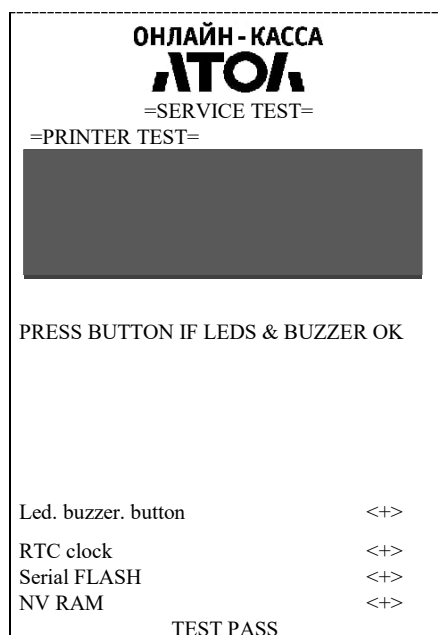 ОНЛАЙН-КАССА
АТОЛ
=SERVICE TEST=
=PRINTER TEST=
PRESS BUTTON IF LEDS & BUZZER OK
Led. buzzer. button <+>
RTC clock <+>
Serial FLASH <+>
NV RAM <+>
TEST PASS